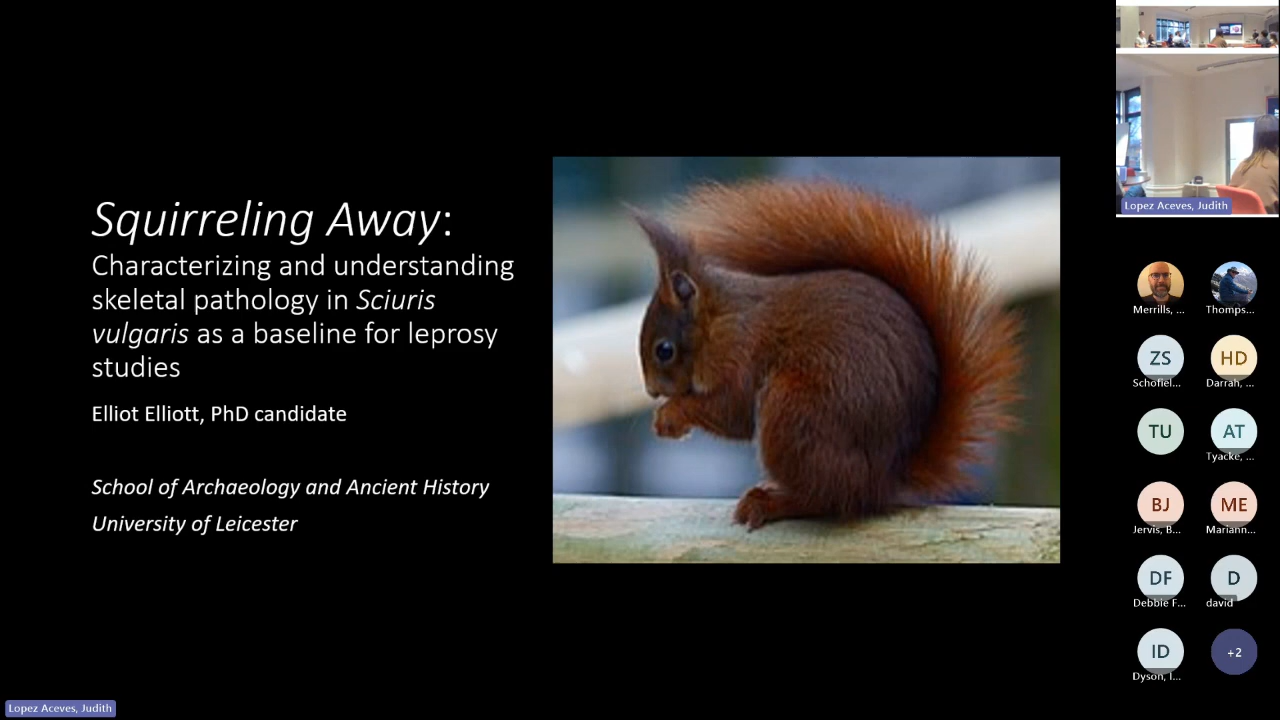 Squirreling Away:
Characterizing and understanding
skeletal pathology in Sciuris
vulgaris as a baseline for leprosy
studies
Elliot Elliott, PhD candidate
School of Archaeology and Ancient History
University of Leicester
Lopez Aceves, Judith
Lopez Aceves, Judith
Merrills, ...
Thomps...
ZS
Schofiel...
HD
Darrah, ...
TU
AT
Tyacke, ...
BJ
Jervis, B...
ME
Mariann...
DF
Debbie F...
D
david
ID
Dyson, I...
+2